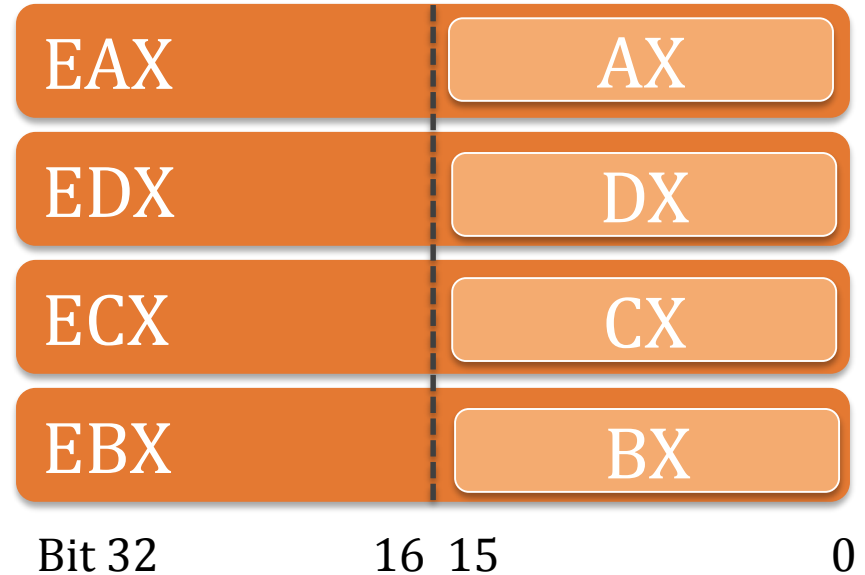 EAX AX
EDX DX
ECX CX
EBX BX
Bit 32 16 15 0